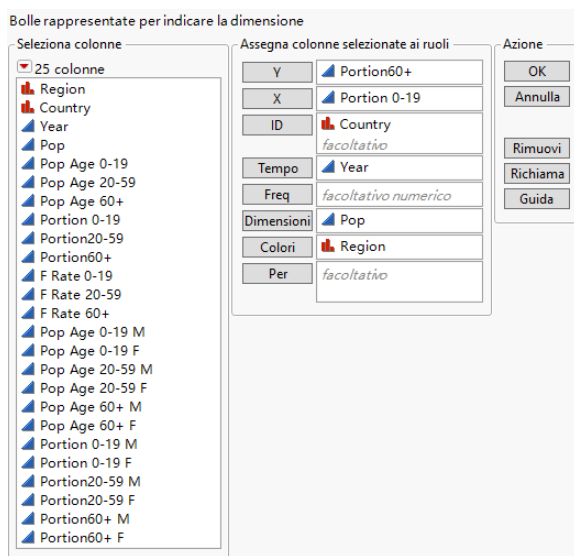 Bolle rappresentate per indicare la dimensione
Seleziona colonne
25 colonne
Region
Country
Year
Pop
Pop Age 0-19
Pop Age 20-59
Pop Age 60+
Portion 0-19
Portion20-59
Portion60+
F Rate 0-19
F Rate 20-59
F Rate 60+
Pop Age 0-19 M
Pop Age 0-19 F
Pop Age 20-59 M
Pop Age 20-59 F
Pop Age 60+ M
Pop Age 60+ F
Portion 0-19 M
Portion 0-19 F
Portion20-59 M
Portion20-59 F
Portion60+ M
Portion60+ F
Assegna colonne selezionate ai ruoli
Y Portion60+
X Portion 0-19
ID Country
facoltativo
Tempo Year
Freq facoltativo numerico
Dimensioni Pop
Colori Region
Per facoltativo
Azione
OK
Annulla
Rimuovi
Richiama
Guida